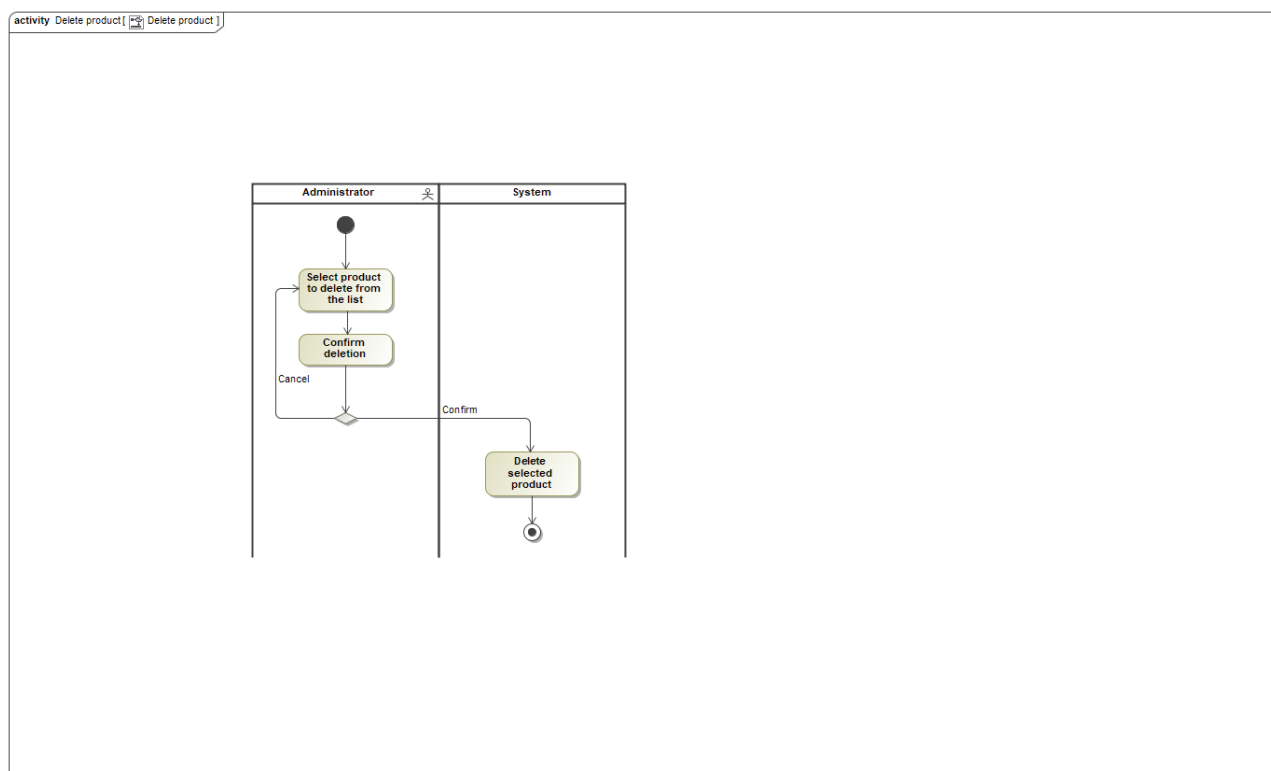 activity Delete product [ Delete product ]
Administrator
System
Select product
to delete from
the list
Confirm
deletion
Cancel
Confirm
Delete
selected
product